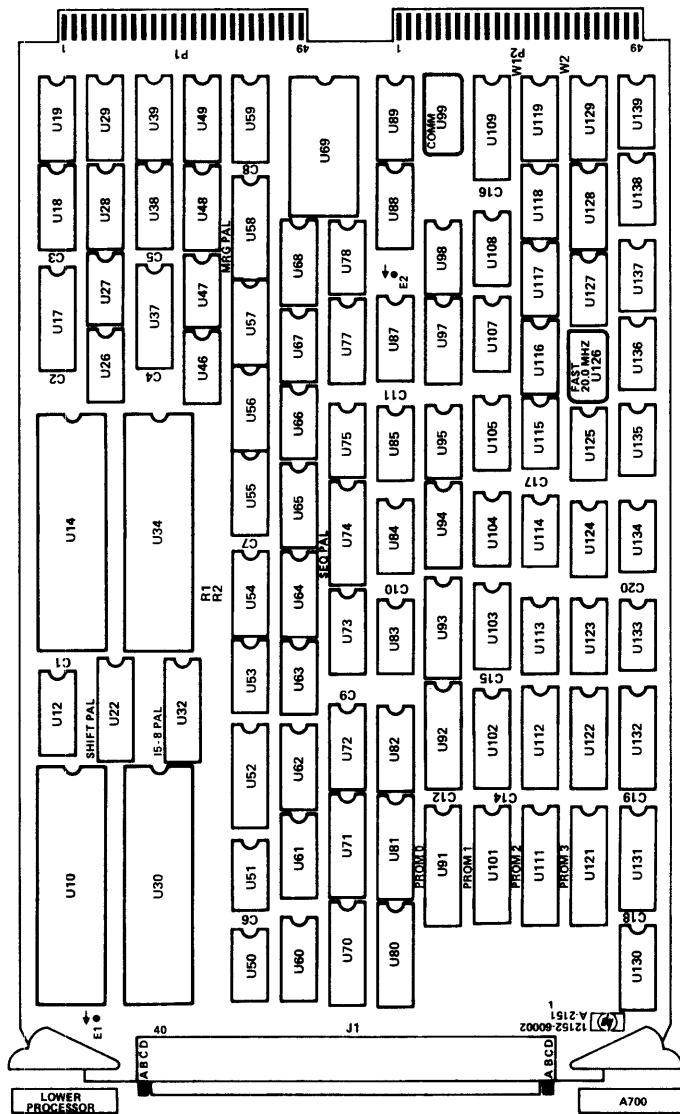 1 49 1 49
P1 P2 W1 W2
U19 U29 U39 U49 U59 U69 U89 COMM U99 U109 U119 U129 U139
C8 C16
C3 U18 U28 C5 U38 U48 MRG PAL U58 U68 U78 U88 U98 U108 U118 U128 U138
E2
U17 U27 U37 U47 U57 U67 U77 U87 U97 U107 U117 U127 U137
C2 U26 C4 U46 U116 FAST 20.0 MHZ U126 U136
C11
U56 U66 U75 U85 U95 U105 U115 U125 U135
C17
U14 U34 U55 U65 SEQ PAL U74 U84 U94 U104 U114 U124 U134
C7
R1
R2
U54 U64 U73 C10 U83 U93 U103 U113 U123 C20 U133
C1 C15
U12 SHIFT PAL U22 I5-8 PAL U32 U53 U63 C9
U52 U62 U72 U82 U92 U102 U112 U122 U132
C12 C14 C19
U10 U30 U51 U61 U71 U81 PROM 0 U91 PROM 1 U101 PROM 2 U111 PROM 3 U121 U131
C6 C18
U50 U60 U70 U80 U130
E1
L
A-2151
12152-60002
40 J1
A B C D A B C D
LOWER
PROCESSOR
A700